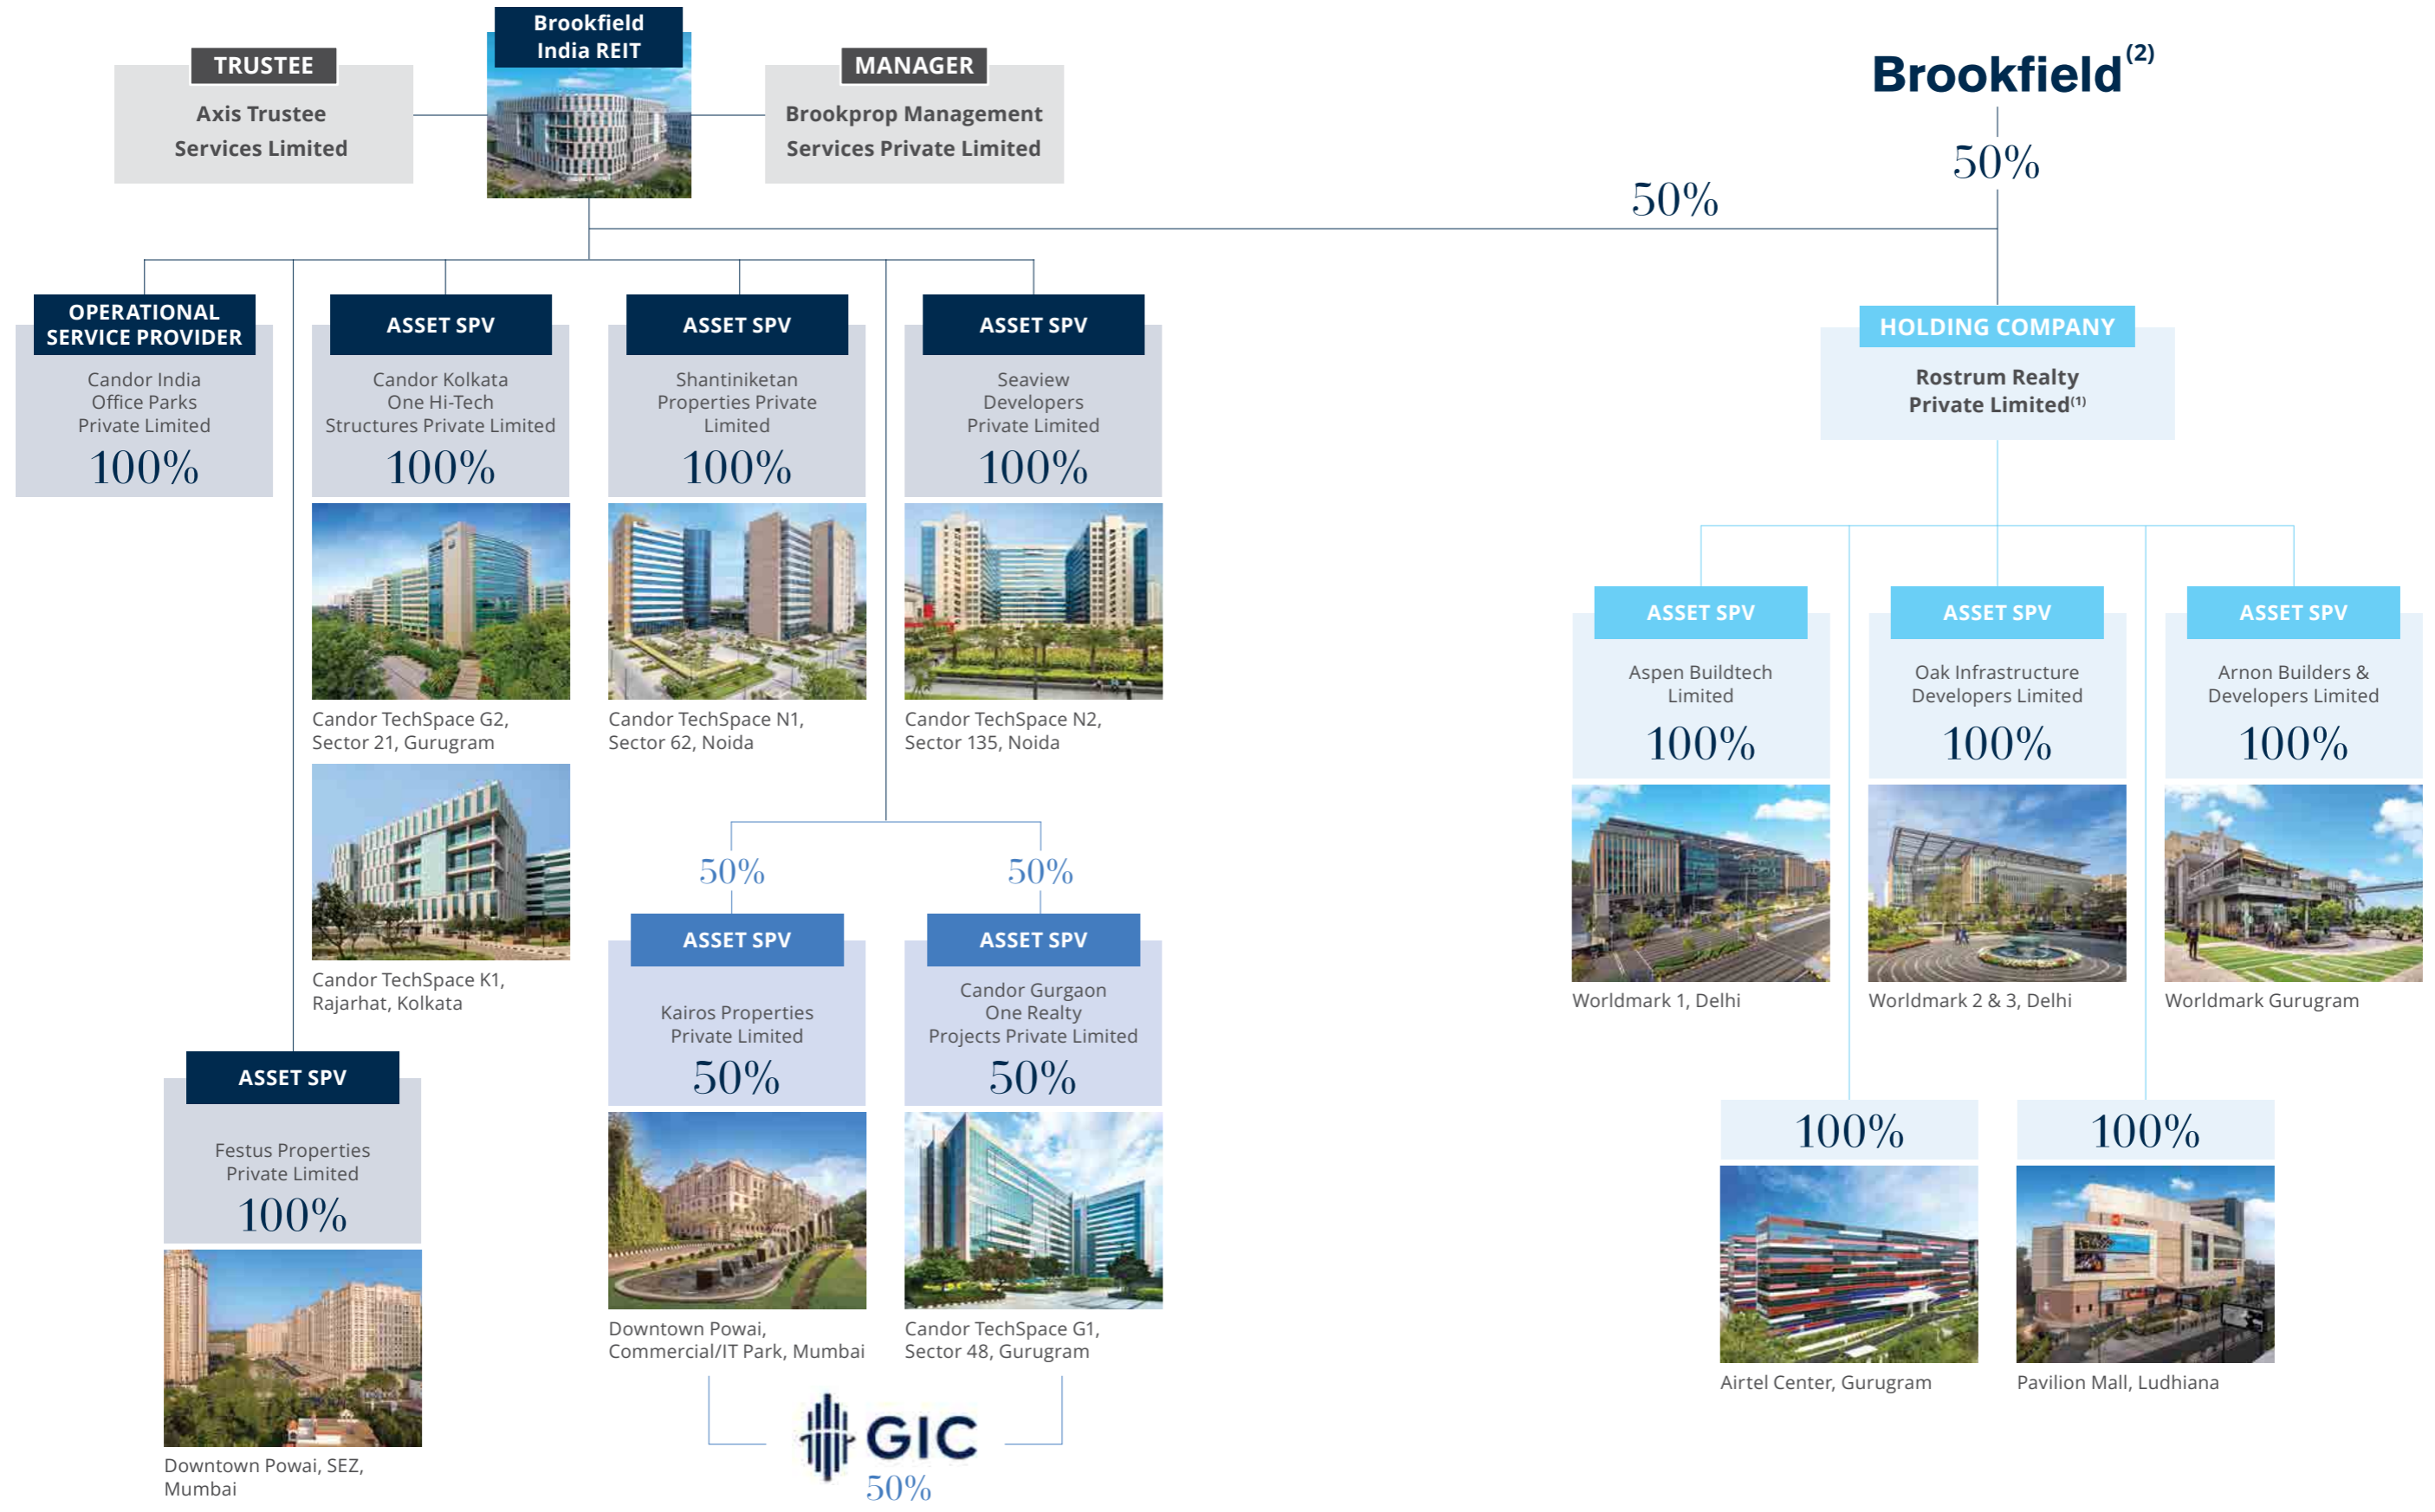 Brookfield
India REIT
TRUSTEE
Axis Trustee
Services Limited
MANAGER
Brookprop Management
Services Private Limited
Brookfield(2)
50%
50%
OPERATIONAL
SERVICE PROVIDER
Candor India
Office Parks
Private Limited
100%
ASSET SPV
Candor Kolkata
One Hi-Tech
Structures Private Limited
100%
Candor TechSpace G2,
Sector 21, Gurugram
Candor TechSpace K1,
Rajarhat, Kolkata
ASSET SPV
Shantiniketan
Properties Private
Limited
100%
Candor TechSpace N1,
Sector 62, Noida
ASSET SPV
Seaview
Developers
Private Limited
100%
Candor TechSpace N2,
Sector 135, Noida
ASSET SPV
Festus Properties
Private Limited
100%
Downtown Powai, SEZ,
Mumbai
50%
ASSET SPV
Kairos Properties
Private Limited
50%
Downtown Powai,
Commercial/IT Park, Mumbai
50%
ASSET SPV
Candor Gurgaon
One Realty
Projects Private Limited
50%
Candor TechSpace G1,
Sector 48, Gurugram
GIC
50%
HOLDING COMPANY
Rostrum Realty
Private Limited(1)
ASSET SPV
Aspen Buildtech
Limited
100%
Worldmark 1, Delhi
ASSET SPV
Oak Infrastructure
Developers Limited
100%
Worldmark 2 & 3, Delhi
ASSET SPV
Arnon Builders &
Developers Limited
100%
Worldmark Gurugram
100%
Airtel Center, Gurugram
100%
Pavilion Mall, Ludhiana